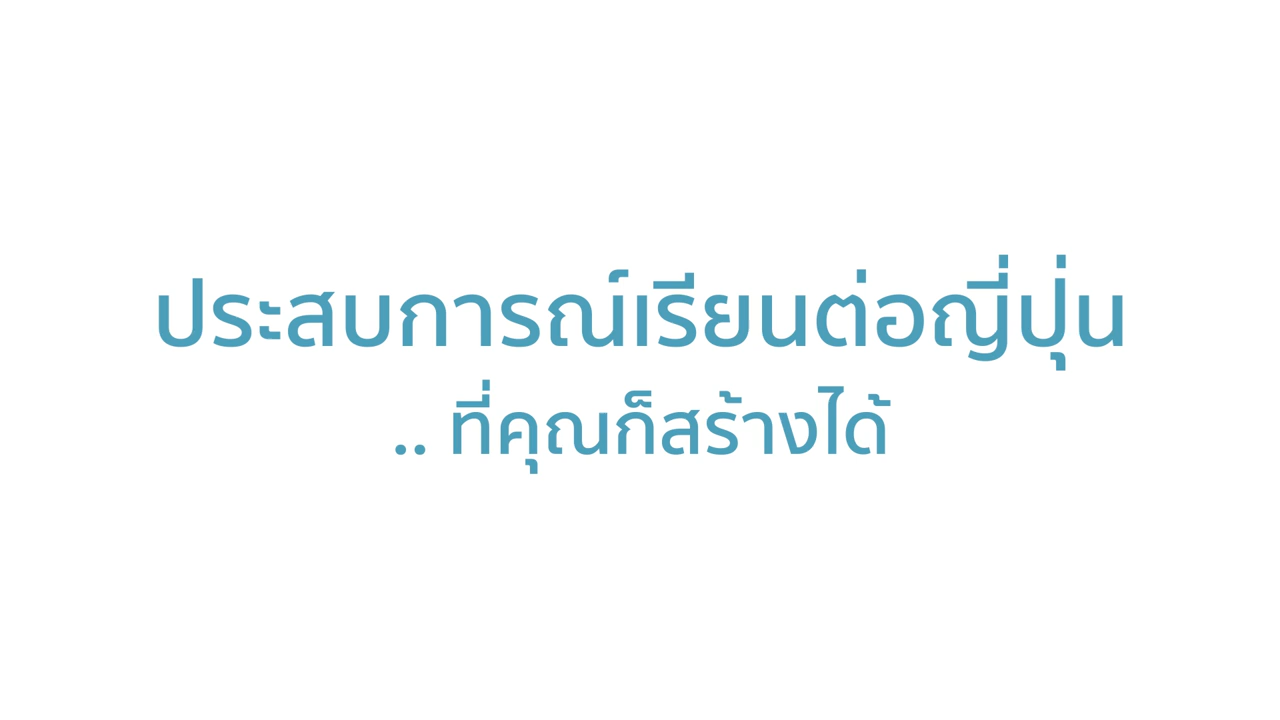 ประสบการณ์เรียนต่อญี่ปุ่น
.. ที่คุณก็สร้างได้